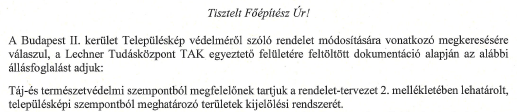 Tisztelt Főépítész Úr!
A Budapest II. kerület Településkép védelméről szóló rendelet módosítására vonatkozó megkeresésére
válaszul, a Lechner Tudásközpont TAK egyeztető felületére feltöltött dokumentáció alapján az alábbi
állásfoglalást adjuk:
Táj-és természetvédelmi szempontból megfelelőnek tartjuk a rendelet-tervezet 2. mellékletében lehatárolt,
településképi szempontból meghatározó területek kijelölési rendszerét.